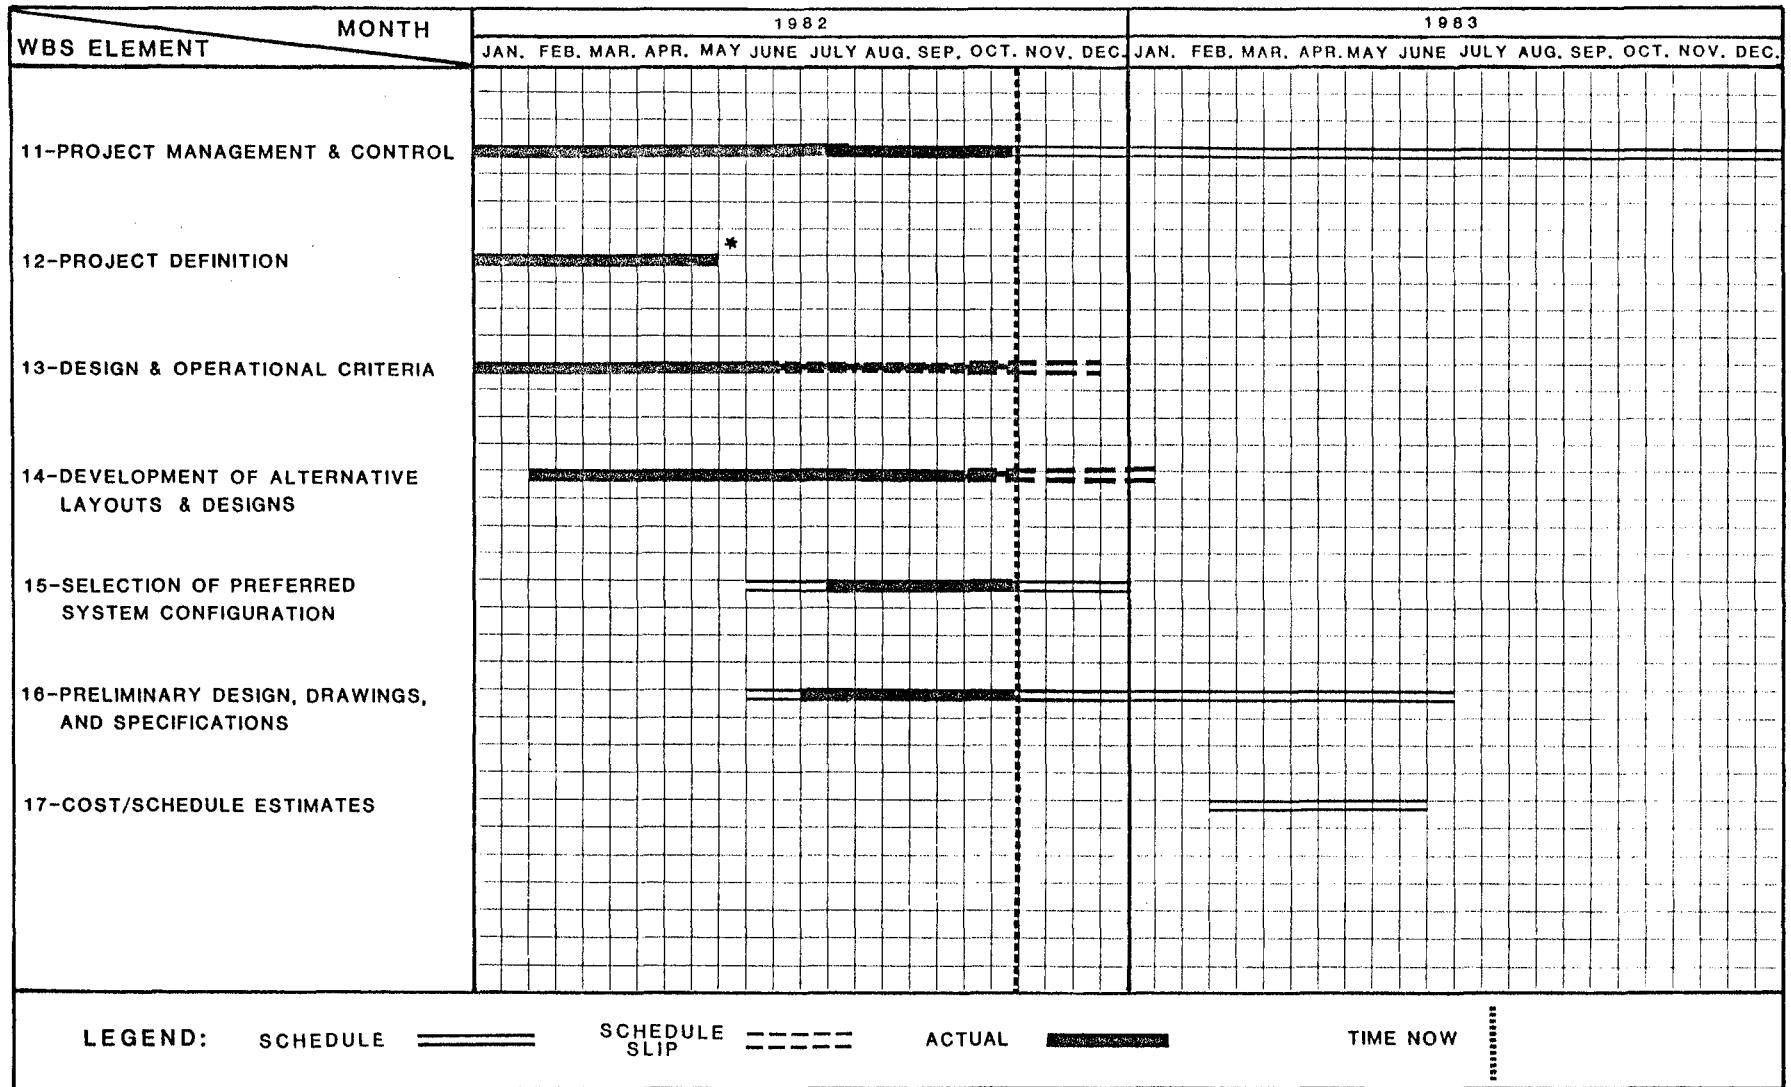 MONTH
WBS ELEMENT
1982
1983
JAN. FEB. MAR. APR. MAY JUNE JULY AUG. SEP. OCT. NOV. DEC. JAN. FEB. MAR. APR. MAY JUNE JULY AUG. SEP. OCT. NOV. DEC.
11-PROJECT MANAGEMENT & CONTROL
*
12-PROJECT DEFINITION
13-DESIGN & OPERATIONAL CRITERIA
14-DEVELOPMENT OF ALTERNATIVE
LAYOUTS & DESIGNS
15-SELECTION OF PREFERRED
SYSTEM CONFIGURATION
16-PRELIMINARY DESIGN, DRAWINGS,
AND SPECIFICATIONS
17-COST/SCHEDULE ESTIMATES
LEGEND: SCHEDULE SCHEDULE SLIP ACTUAL TIME NOW